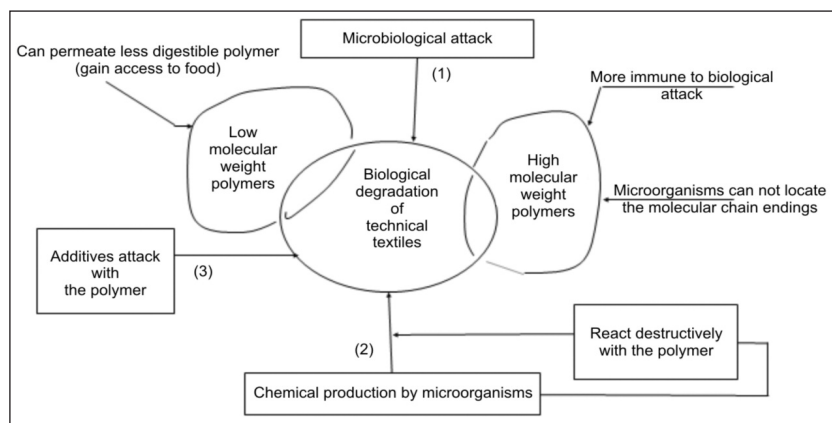 Microbiological attack
(1)
Can permeate less digestible polymer
(gain access to food)
More immune to biological
attack
Low
molecular
weight
polymers
Biological
degradation
of
technical
textiles
High
molecular
weight
polymers
Microorganisms can not locate
the molecular chain endings
Additives attack
with
the polymer
(3)
(2)
React destructively
with the polymer
Chemical production by microorganisms